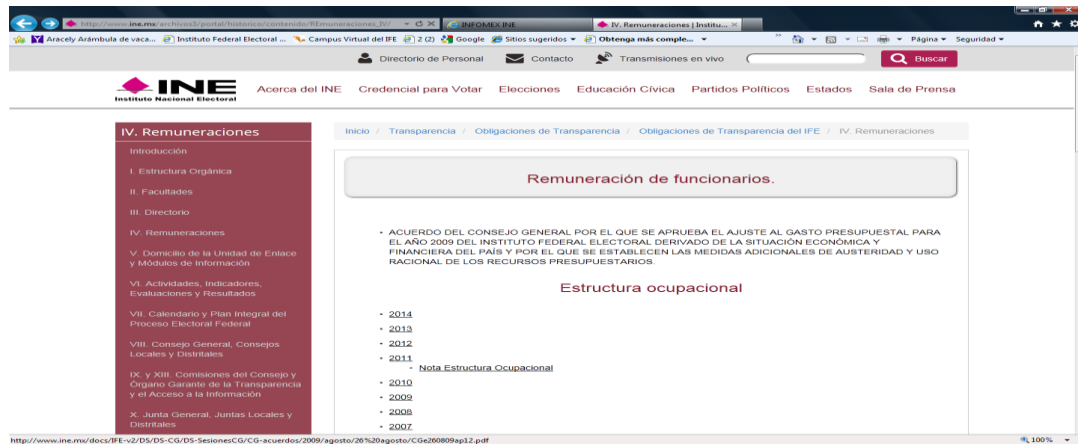 http://www.ine.mx/archivos3/portal/historico/contenido/REmuneraciones_IV/
INFOMEX INE
IV. Remuneraciones | Institu...
Aracely Arámbula de vaca...
Instituto Federal Electoral ...
Campus Virtual del IFE
2 (2)
Google
Sitios sugeridos
Obtenga más comple...
Página
Seguridad
Directorio de Personal
Contacto
Transmisiones en vivo
Buscar
INE
Instituto Nacional Electoral
Acerca del INE
Credencial para Votar
Elecciones
Educación Cívica
Partidos Políticos
Estados
Sala de Prensa
IV. Remuneraciones
Introducción
I. Estructura Orgánica
II. Facultades
III. Directorio
IV. Remuneraciones
V. Domicilio de la Unidad de Enlace
y Módulos de Información
VI. Actividades, Indicadores,
Evaluaciones y Resultados
VII. Calendario y Plan Integral del
Proceso Electoral Federal
VIII. Consejo General, Consejos
Locales y Distritales
IX. y XIII. Comisiones del Consejo y
Órgano Garante de la Transparencia
y el Acceso a la Información
X. Junta General, Juntas Locales y
Distritales
Inicio / Transparencia / Obligaciones de Transparencia / Obligaciones de Transparencia del IFE / IV. Remuneraciones
Remuneración de funcionarios.
• ACUERDO DEL CONSEJO GENERAL POR EL QUE SE APRUEBA EL AJUSTE AL GASTO PRESUPUESTAL PARA
EL AÑO 2009 DEL INSTITUTO FEDERAL ELECTORAL DERIVADO DE LA SITUACIÓN ECONÓMICA Y
FINANCIERA DEL PAÍS Y POR EL QUE SE ESTABLECEN LAS MEDIDAS ADICIONALES DE AUSTERIDAD Y USO
RACIONAL DE LOS RECURSOS PRESUPUESTARIOS.
Estructura ocupacional
• 2014
• 2013
• 2012
• 2011
• Nota Estructura Ocupacional
• 2010
• 2009
• 2008
• 2007
http://www.ine.mx/docs/IFE-v2/DS/DS-CG/DS-SesionesCG/CG-acuerdos/2009/agosto/26%20agosto/CGe260809ap12.pdf
100%